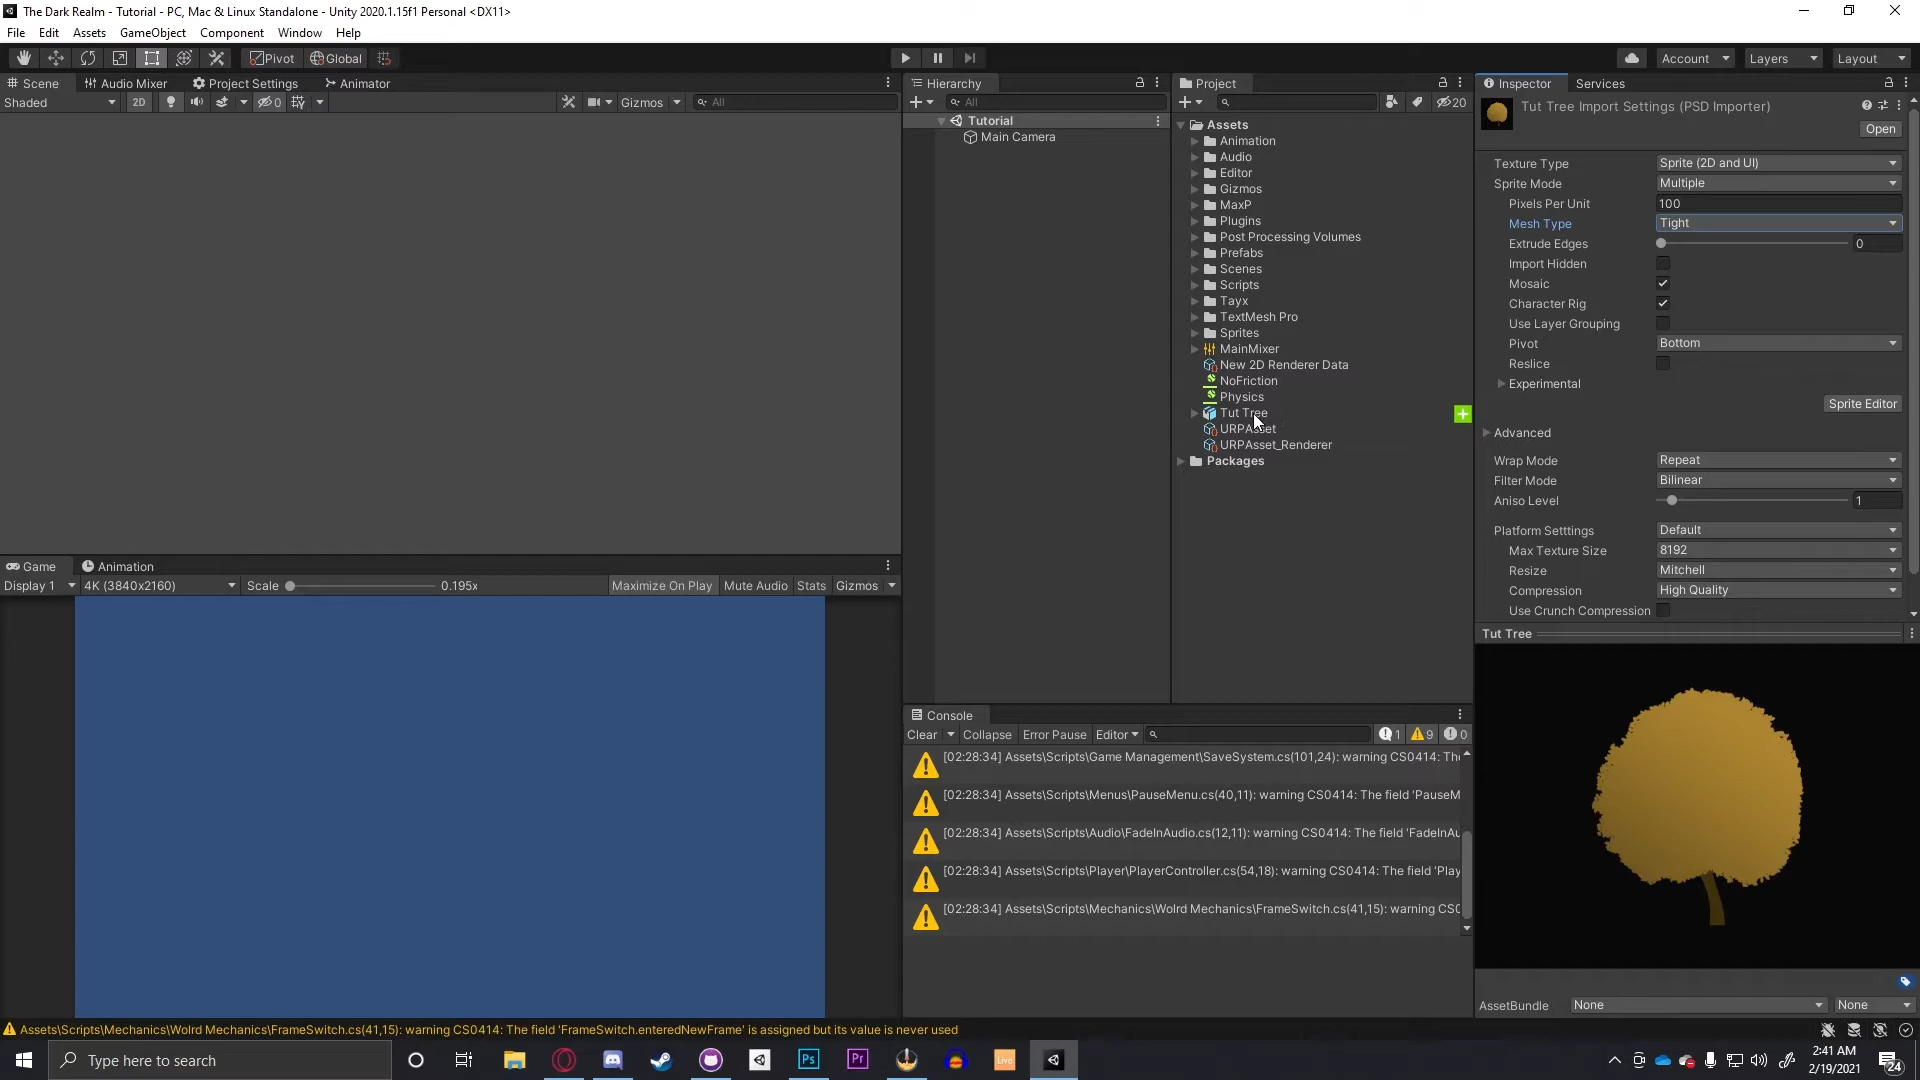 The Dark Realm - Tutorial - PC, Mac & Linux Standalone - Unity 2020.1.15f1 Personal <DX11>
File Edit Assets GameObject Component Window Help
Pivot Global Account Layers Layout
Scene Audio Mixer Project Settings Animator
Shaded 2D 0 Gizmos All
Hierarchy
All
Tutorial
Main Camera
Project
20
Assets
Animation
Audio
Editor
Gizmos
MaxP
Plugins
Post Processing Volumes
Prefabs
Scenes
Scripts
Tayx
TextMesh Pro
Sprites
MainMixer
New 2D Renderer Data
NoFriction
Physics
Tut Tree
URPAsset
URPAsset_Renderer
Packages
Inspector Services
Tut Tree Import Settings (PSD Importer)
Open
Texture Type Sprite (2D and UI)
Sprite Mode Multiple
Pixels Per Unit 100
Mesh Type Tight
Extrude Edges 0
Import Hidden
Mosaic
Character Rig
Use Layer Grouping
Pivot Bottom
Reslice
Experimental
Sprite Editor
Advanced
Wrap Mode Repeat
Filter Mode Bilinear
Aniso Level 1
Platform Setttings Default
Max Texture Size 8192
Resize Mitchell
Compression High Quality
Use Crunch Compression
Tut Tree
AssetBundle None None
Game Animation
Display 1 4K (3840x2160) Scale 0.195x Maximize On Play Mute Audio Stats Gizmos
Console
Clear Collapse Error Pause Editor 1 9 0
[02:28:34] Assets\Scripts\Game Management\SaveSystem.cs(101,24): warning CS0414: The
[02:28:34] Assets\Scripts\Menus\PauseMenu.cs(40,11): warning CS0414: The field 'PauseM
[02:28:34] Assets\Scripts\Audio\FadeInAudio.cs(12,11): warning CS0414: The field 'FadeInAu
[02:28:34] Assets\Scripts\Player\PlayerController.cs(54,18): warning CS0414: The field 'Play
[02:28:34] Assets\Scripts\Mechanics\Wolrd Mechanics\FrameSwitch.cs(41,15): warning CS0
Assets\Scripts\Mechanics\Wolrd Mechanics\FrameSwitch.cs(41,15): warning CS0414: The field 'FrameSwitch.enteredNewFrame' is assigned but its value is never used
Type here to search
Ps Pr Live
2:41 AM
2/19/2021
24